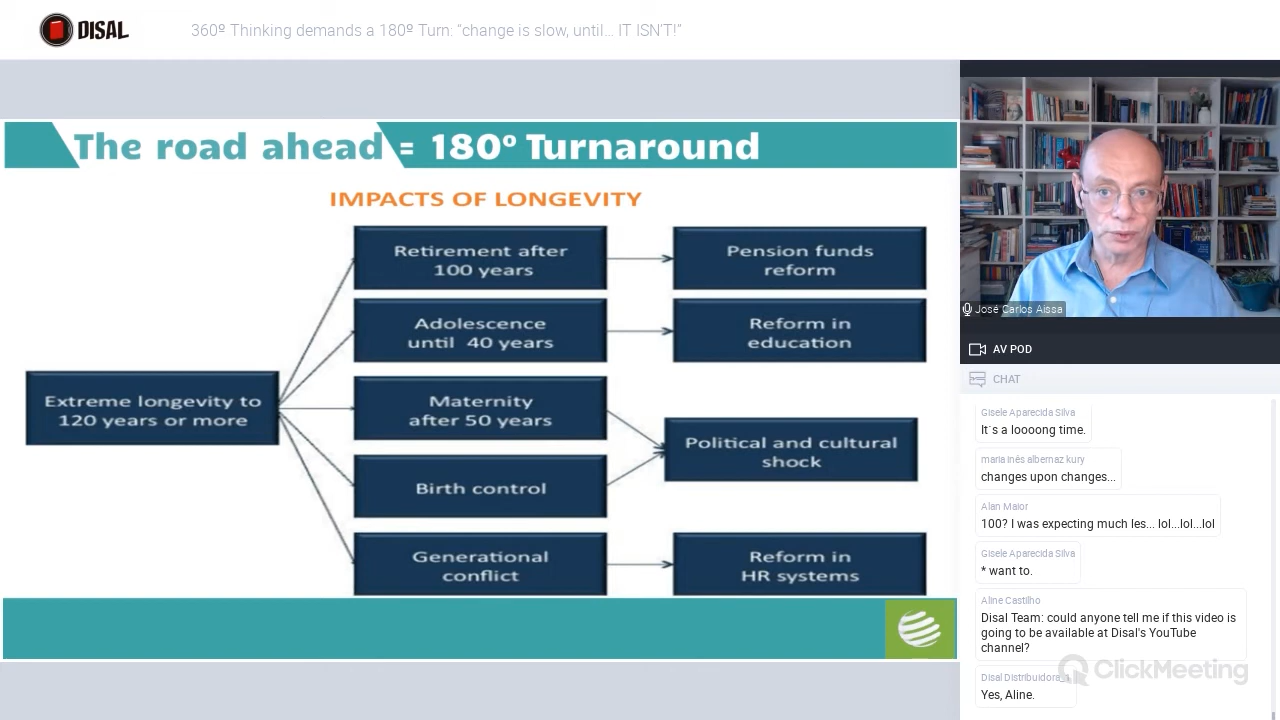 DISAL
360º Thinking demands a 180º Turn: “change is slow, until... IT ISN'T!”
The road ahead = 180º Turnaround
IMPACTS OF LONGEVITY
Extreme longevity to
120 years or more
Retirement after
100 years
Pension funds
reform
Adolescence
until 40 years
Reform in
education
Maternity
after 50 years
Birth control
Political and cultural
shock
Generational
conflict
Reform in
HR systems
José Carlos Aissa
AV POD
CHAT
Gisele Aparecida Silva
It´s a loooong time.
maria inês albernaz kury
changes upon changes...
Alan Maior
100? I was expecting much les... lol...lol...lol
Gisele Aparecida Silva
* want to.
Aline Castilho
Disal Team: could anyone tell me if this video is
going to be available at Disal's YouTube
channel?
Disal Distribuidora_1
Yes, Aline.
ClickMeeting